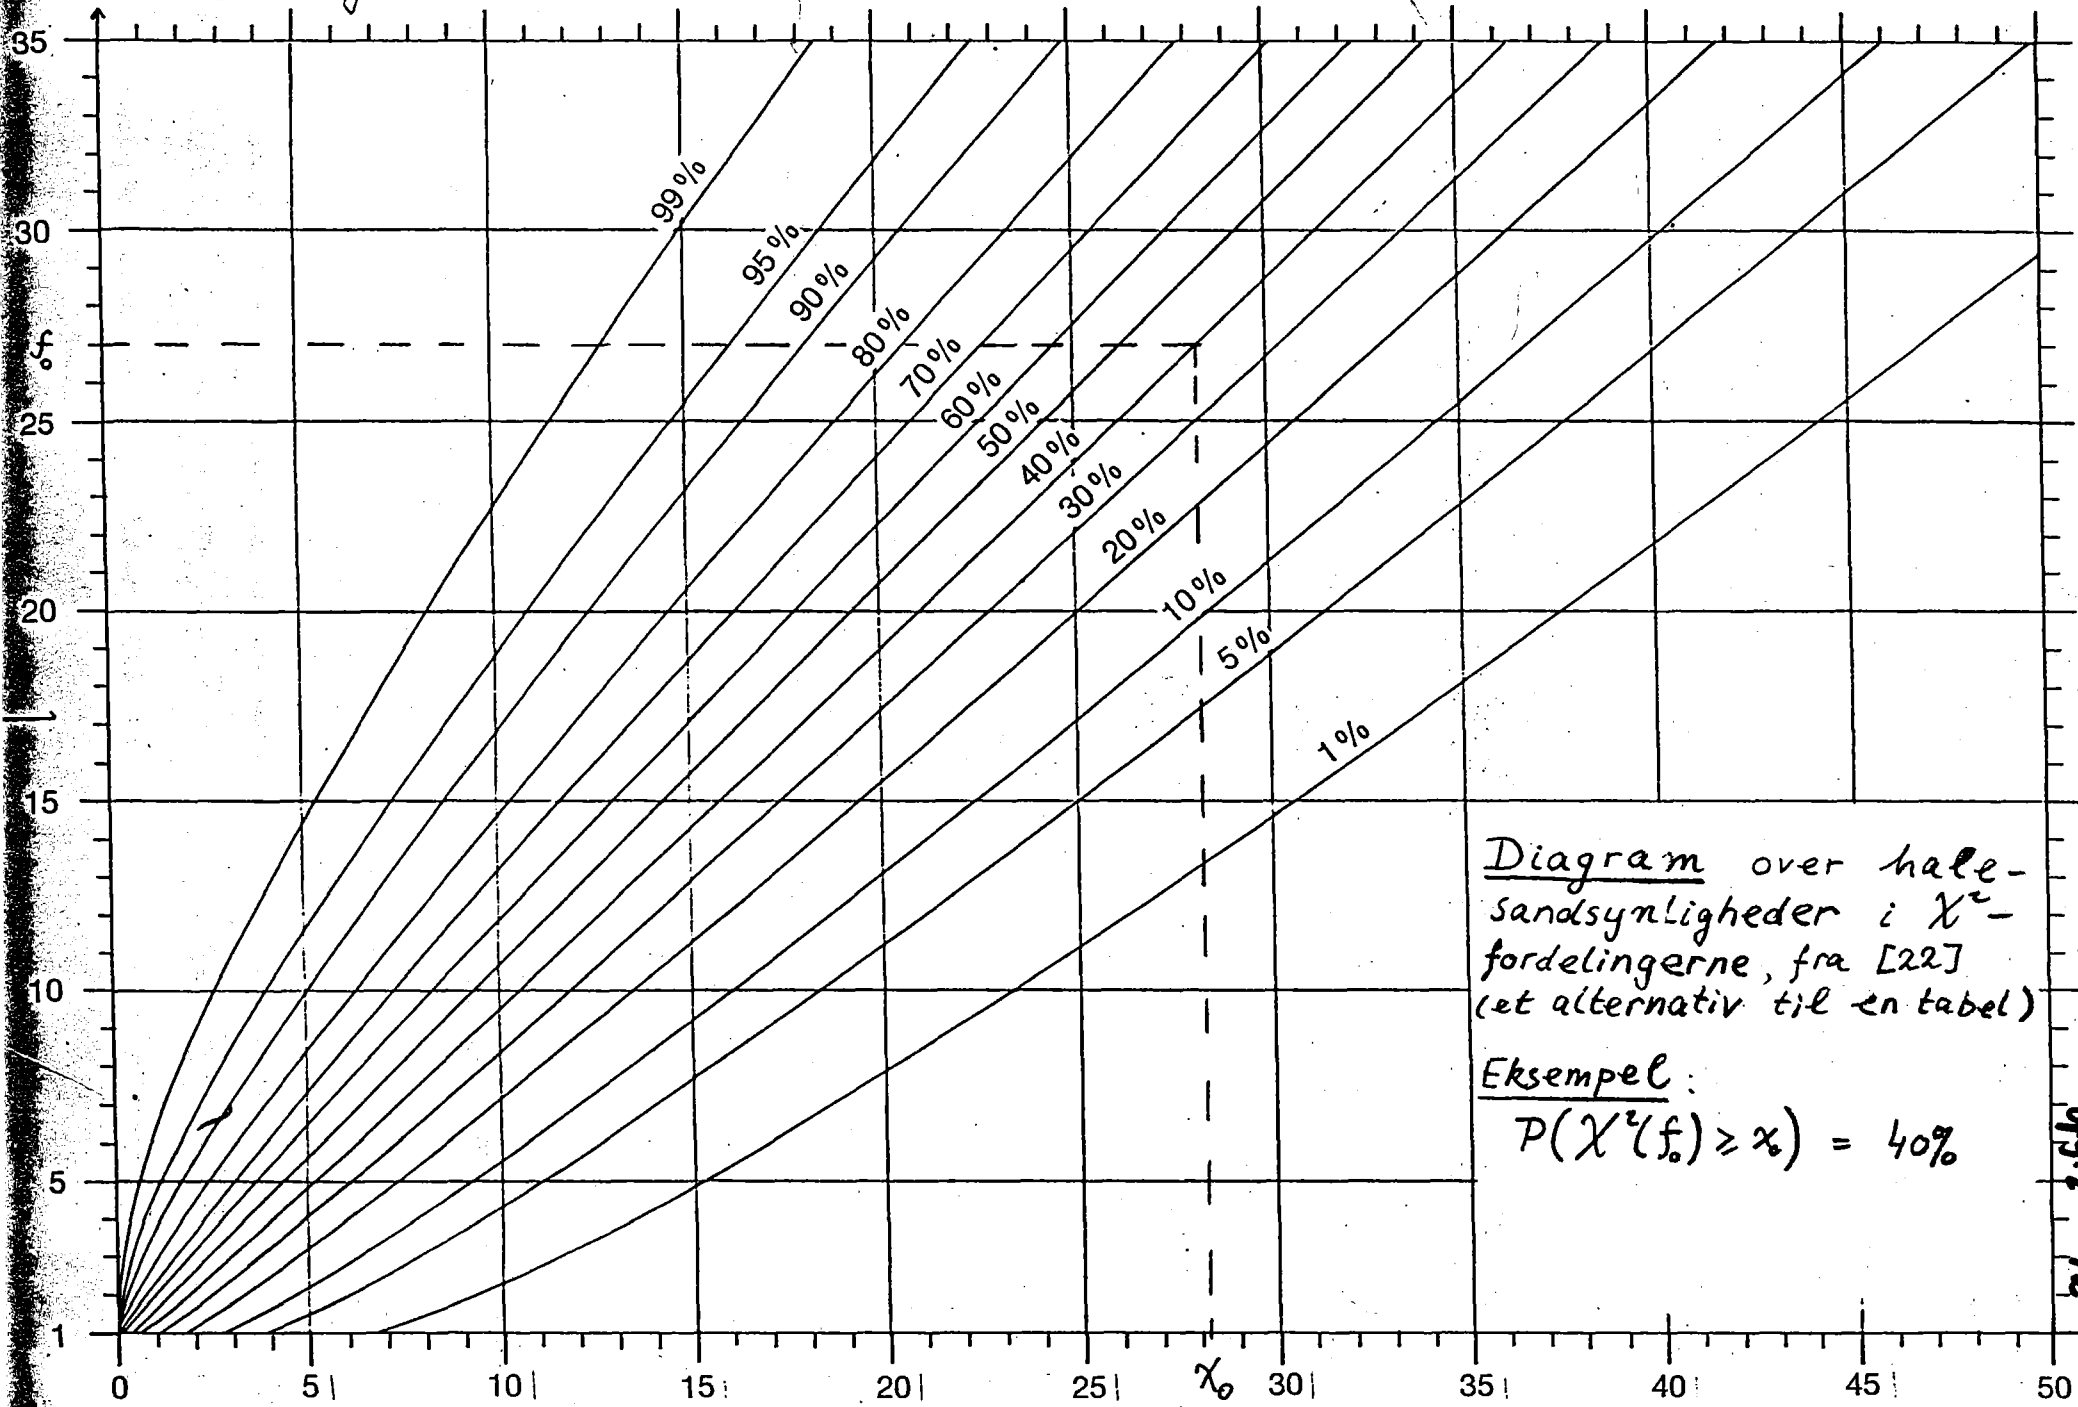 35
30
f₀
25
20
15
10
5
1
0 5 10 15 20 25 x₀ 30 35 40 45 50
99%
95%
90%
80%
70%
60%
50%
40%
30%
20%
10%
5%
1%
Diagram over hale-
sandsynligheder i χ²-
fordelingerne, fra [22]
(et alternativ til en tabel)
Eksempel:
P(χ²(f₀) ≥ x₀) = 40%